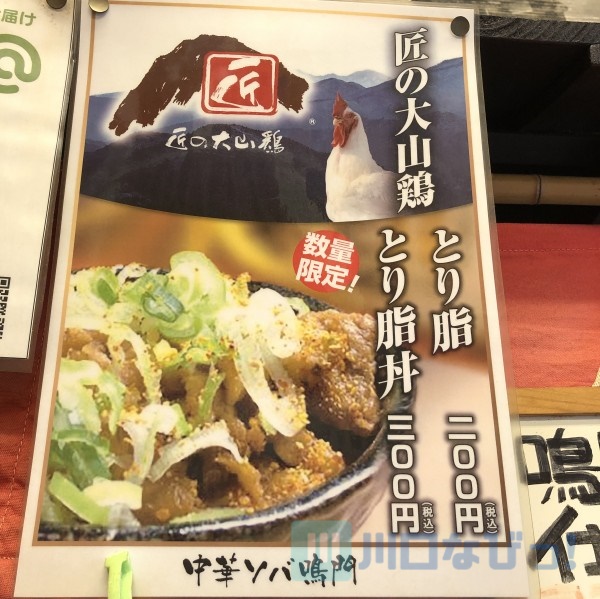 お届け
@
匠
匠の大山鶏
®
匠の大山鶏
とり脂 二〇〇円(税込)
とり脂丼 三〇〇円(税込)
数量
限定!
中華ソバ鳴門
川口なび
鳴